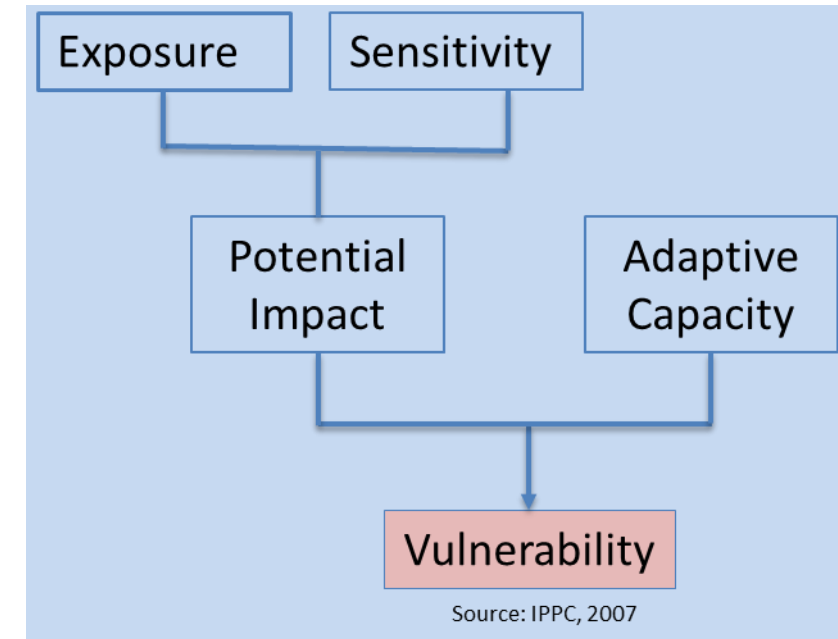 Exposure
Sensitivity
Potential
Impact
Adaptive
Capacity
Vulnerability
Source: IPPC, 2007